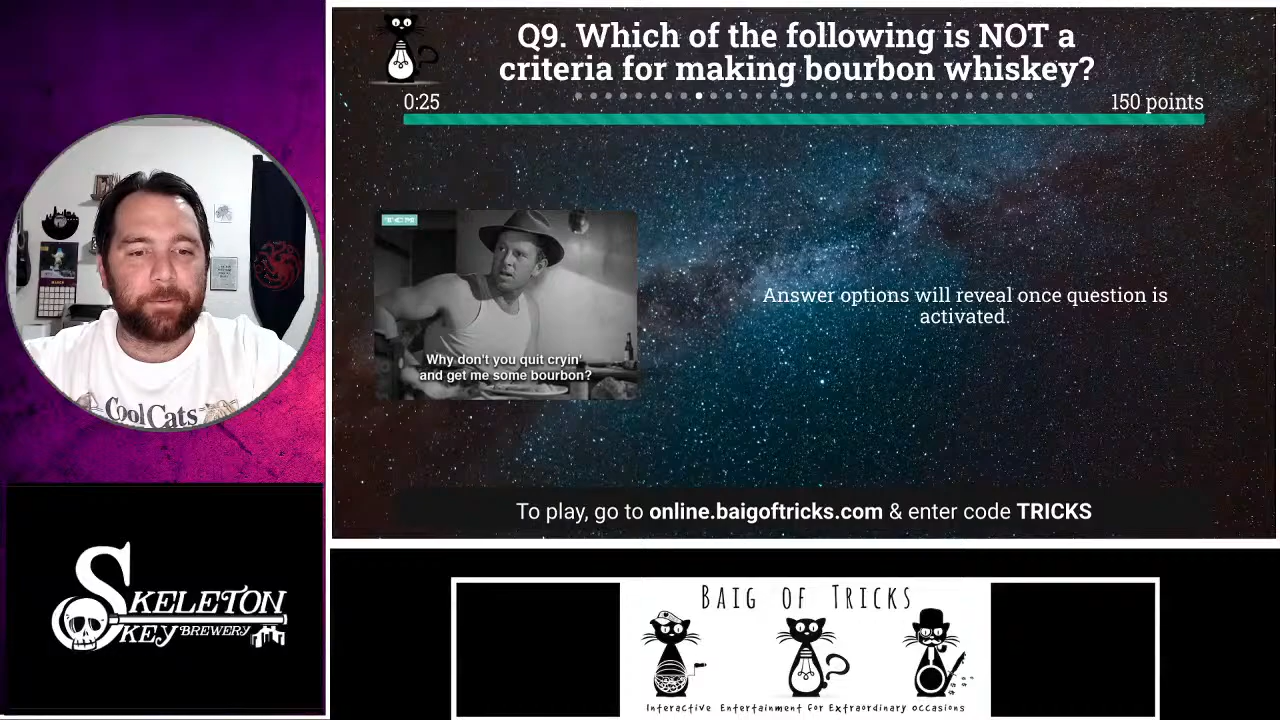 Q9. Which of the following is NOT a
criteria for making bourbon whiskey?
0:25
150 points
TCM
Why don't you quit cryin'
and get me some bourbon?
Answer options will reveal once question is
activated.
To play, go to online.baigoftricks.com & enter code TRICKS
Cool Cats
SKELETON
KEY BREWERY
BAIG OF TRICKS
Interactive Entertainment for Extraordinary Occasions